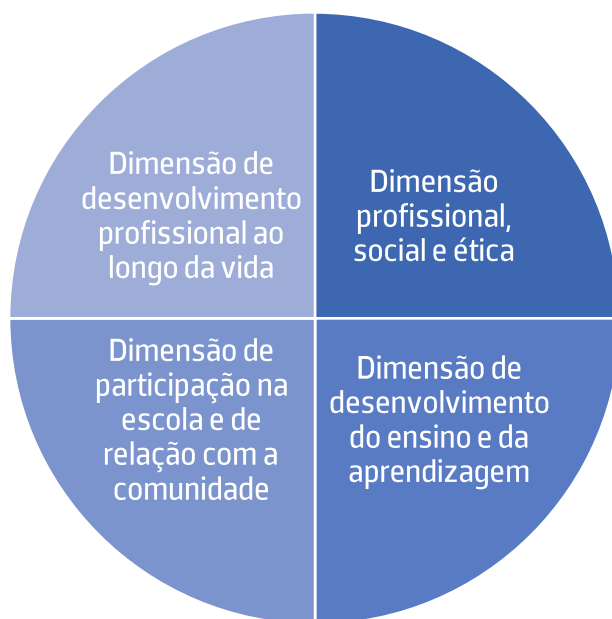 Dimensão de
desenvolvimento
profissional ao
longo da vida
Dimensão
profissional,
social e ética
Dimensão de
participação na
escola e de
relação com a
comunidade
Dimensão de
desenvolvimento
do ensino e da
aprendizagem